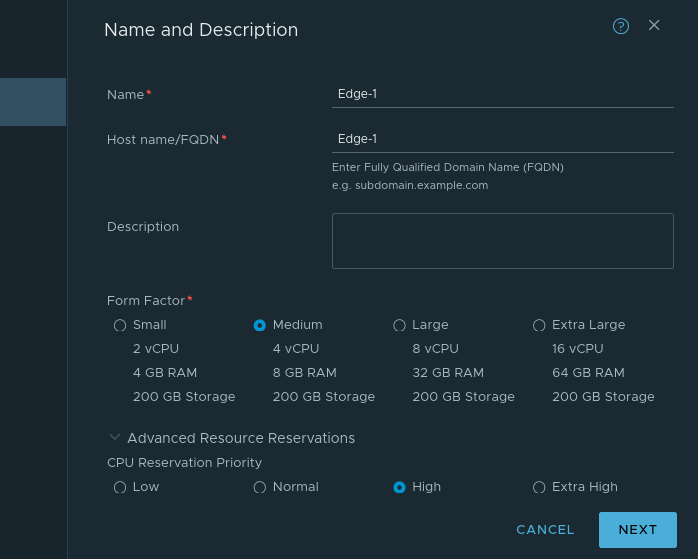 Name and Description
?
Name*
Edge-1
Host name/FQDN*
Edge-1
Enter Fully Qualified Domain Name (FQDN)
e.g. subdomain.example.com
Description
Form Factor*
Small Medium Large Extra Large
2 vCPU 4 vCPU 8 vCPU 16 vCPU
4 GB RAM 8 GB RAM 32 GB RAM 64 GB RAM
200 GB Storage 200 GB Storage 200 GB Storage 200 GB Storage
Advanced Resource Reservations
CPU Reservation Priority
Low Normal High Extra High
CANCEL NEXT